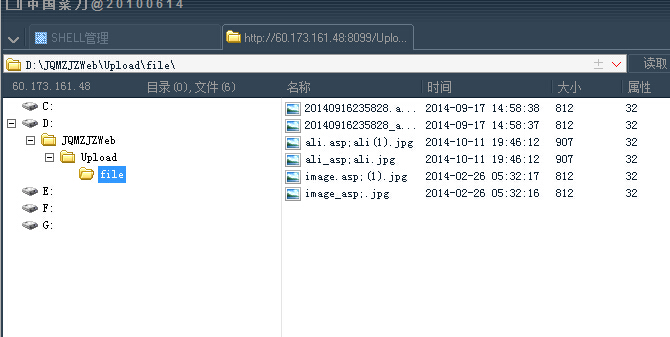 中国菜刀@20100614
SHELL管理
http://60.173.161.48:8099/Uplo...
D:\JQMZJZWeb\Upload\file\
读取
60.173.161.48
目录(0),文件(6)
名称 时间 大小 属性
C:
D:
JQMZJZWeb
Upload
file
E:
F:
G:
20140916235828.a... 2014-09-17 14:58:38 812 32
20140916235828_a... 2014-09-17 14:58:37 812 32
ali.asp;ali(1).jpg 2014-10-11 19:46:12 907 32
ali_asp;ali.jpg 2014-10-11 19:46:12 907 32
image.asp;(1).jpg 2014-02-26 05:32:17 812 32
image_asp;.jpg 2014-02-26 05:32:16 812 32